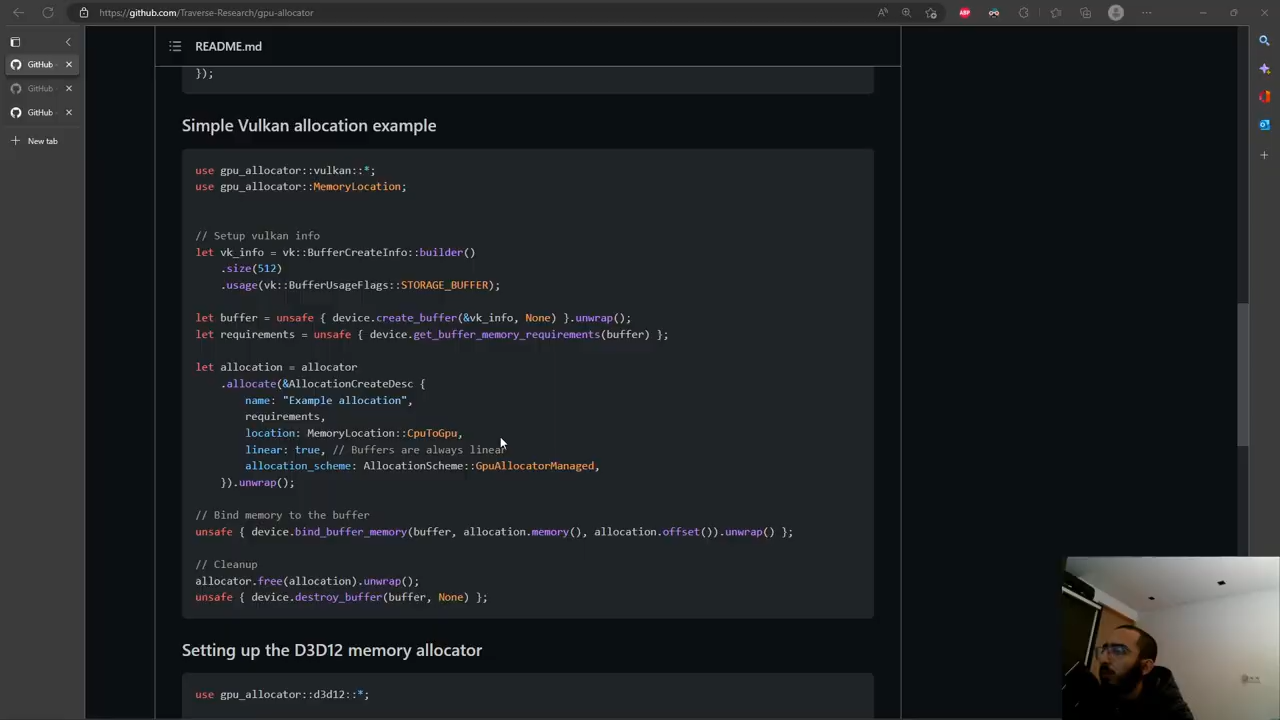 https://github.com/Traverse-Research/gpu-allocator
GitHub
GitHub
GitHub
New tab
README.md
});
Simple Vulkan allocation example
use gpu_allocator::vulkan::*;
use gpu_allocator::MemoryLocation;
// Setup vulkan info
let vk_info = vk::BufferCreateInfo::builder()
.size(512)
.usage(vk::BufferUsageFlags::STORAGE_BUFFER);
let buffer = unsafe { device.create_buffer(&vk_info, None) }.unwrap();
let requirements = unsafe { device.get_buffer_memory_requirements(buffer) };
let allocation = allocator
.allocate(&AllocationCreateDesc {
name: "Example allocation",
requirements,
location: MemoryLocation::CpuToGpu,
linear: true, // Buffers are always linear
allocation_scheme: AllocationScheme::GpuAllocatorManaged,
}).unwrap();
// Bind memory to the buffer
unsafe { device.bind_buffer_memory(buffer, allocation.memory(), allocation.offset()).unwrap() };
// Cleanup
allocator.free(allocation).unwrap();
unsafe { device.destroy_buffer(buffer, None) };
Setting up the D3D12 memory allocator
use gpu_allocator::d3d12::*;